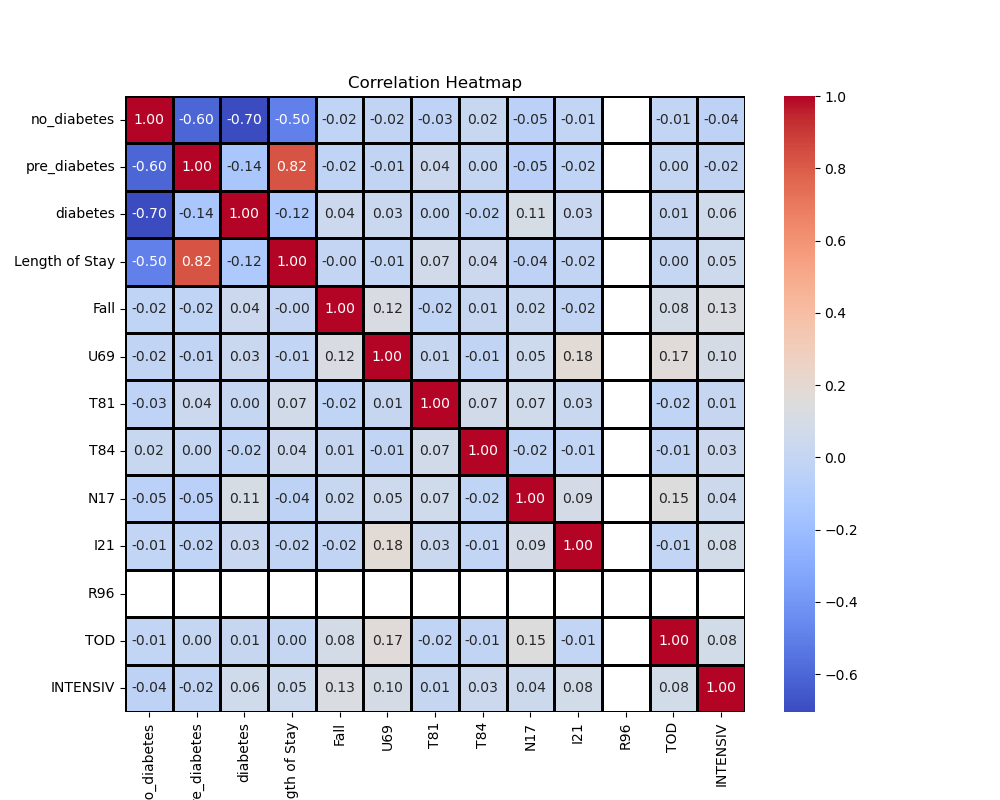 Correlation Heatmap
no_diabetes 1.00 -0.60 -0.70 -0.50 -0.02 -0.02 -0.03 0.02 -0.05 -0.01 -0.01 -0.04
pre_diabetes -0.60 1.00 -0.14 0.82 -0.02 -0.01 0.04 0.00 -0.05 -0.02 0.00 -0.02
diabetes -0.70 -0.14 1.00 -0.12 0.04 0.03 0.00 -0.02 0.11 0.03 0.01 0.06
Length of Stay -0.50 0.82 -0.12 1.00 -0.00 -0.01 0.07 0.04 -0.04 -0.02 0.00 0.05
Fall -0.02 -0.02 0.04 -0.00 1.00 0.12 -0.02 0.01 0.02 -0.02 0.08 0.13
U69 -0.02 -0.01 0.03 -0.01 0.12 1.00 0.01 -0.01 0.05 0.18 0.17 0.10
T81 -0.03 0.04 0.00 0.07 -0.02 0.01 1.00 0.07 0.07 0.03 -0.02 0.01
T84 0.02 0.00 -0.02 0.04 0.01 -0.01 0.07 1.00 -0.02 -0.01 -0.01 0.03
N17 -0.05 -0.05 0.11 -0.04 0.02 0.05 0.07 -0.02 1.00 0.09 0.15 0.04
I21 -0.01 -0.02 0.03 -0.02 -0.02 0.18 0.03 -0.01 0.09 1.00 -0.01 0.08
R96
TOD -0.01 0.00 0.01 0.00 0.08 0.17 -0.02 -0.01 0.15 -0.01 1.00 0.08
INTENSIV -0.04 -0.02 0.06 0.05 0.13 0.10 0.01 0.03 0.04 0.08 0.08 1.00
o_diabetes
e_diabetes
diabetes
gth of Stay
Fall
U69
T81
T84
N17
I21
R96
TOD
INTENSIV
1.0
0.8
0.6
0.4
0.2
0.0
−0.2
−0.4
−0.6